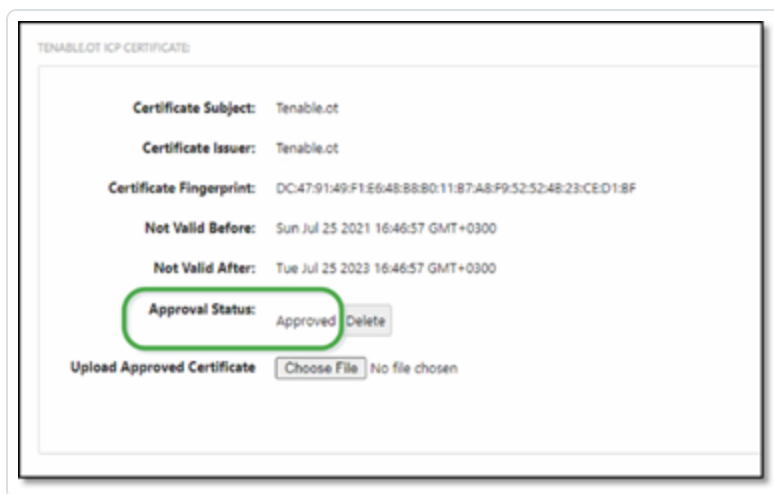 TENABLE.OT ICP CERTIFICATE:
Certificate Subject: Tenable.ot
Certificate Issuer: Tenable.ot
Certificate Fingerprint: DC:47:91:49:F1:E6:48:B8:B0:11:B7:A8:F9:52:52:4B:23:CE:D1:BF
Not Valid Before: Sun Jul 25 2021 16:46:57 GMT+0300
Not Valid After: Tue Jul 25 2023 16:46:57 GMT+0300
Approval Status: Approved Delete
Upload Approved Certificate Choose File No file chosen